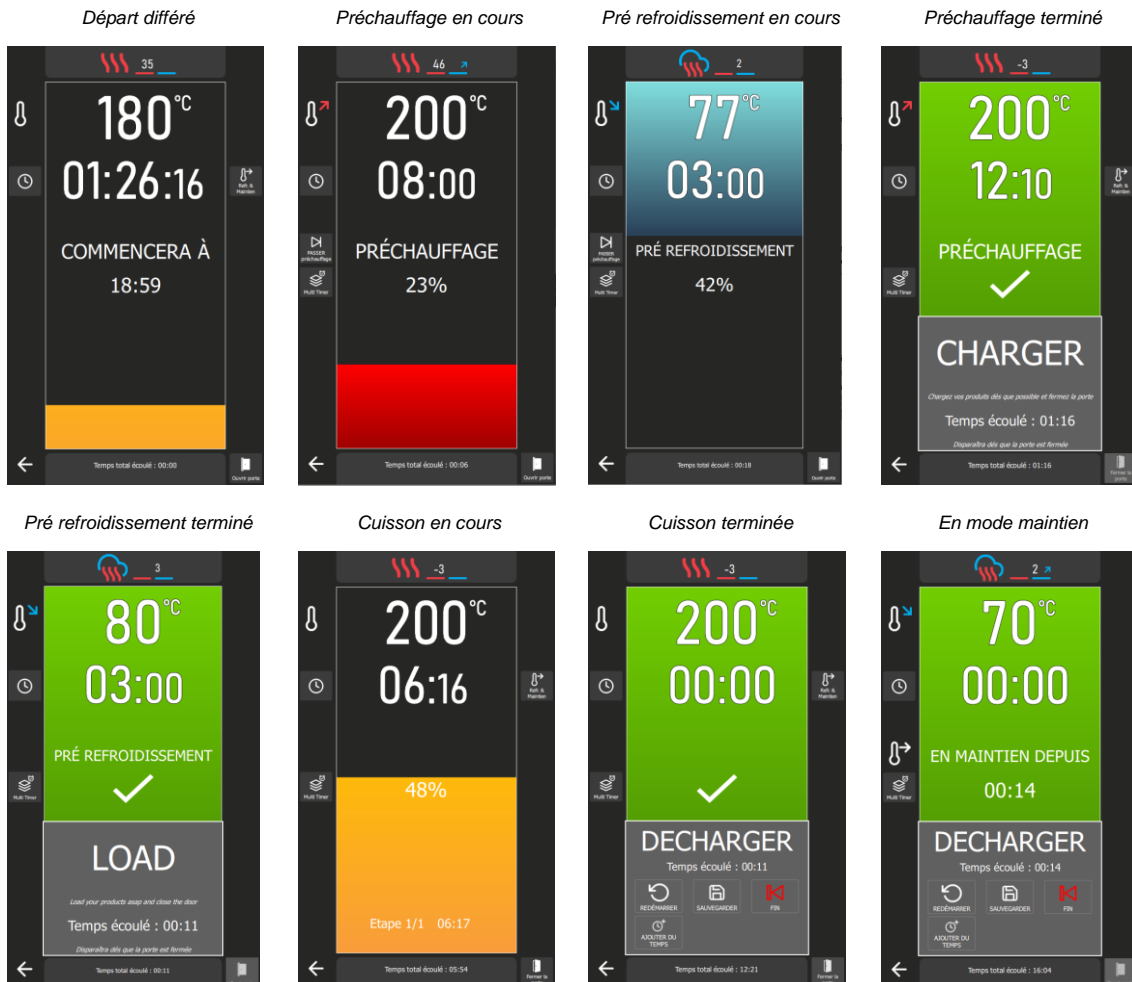 Départ différé
35
180°C
01:26:16
Refr. &
Maintien
COMMENCERA À
18:59
Temps total écoulé : 00:00
Ouvrir porte
Préchauffage en cours
46
200°C
08:00
PASSER
préchauffage
PRÉCHAUFFAGE
23%
Multi Timer
Temps total écoulé : 00:06
Ouvrir porte
Pré refroidissement en cours
2
77°C
03:00
PASSER
préchauffage
PRÉ REFROIDISSEMENT
42%
Multi Timer
Temps total écoulé : 00:18
Ouvrir porte
Préchauffage terminé
-3
200°C
12:10
Refr. &
Maintien
PRÉCHAUFFAGE
Multi Timer
CHARGER
Chargez vos produits dès que possible et fermez la porte
Temps écoulé : 01:16
Disparaîtra dès que la porte est fermée
Temps total écoulé : 01:16
Fermer la
porte
Pré refroidissement terminé
3
80°C
03:00
PRÉ REFROIDISSEMENT
Multi Timer
LOAD
Load your products asap and close the door
Temps écoulé : 00:11
Disparaîtra dès que la porte est fermée
Temps total écoulé : 00:11
Cuisson en cours
-3
200°C
06:16
Refr. &
Maintien
48%
Multi Timer
Etape 1/1 06:17
Temps total écoulé : 05:54
Fermer la
Cuisson terminée
-3
200°C
00:00
Refr. &
Maintien
Multi Timer
DECHARGER
Temps écoulé : 00:11
REDÉMARRER
SAUVEGARDER
FIN
AJOUTER DU
TEMPS
Temps total écoulé : 12:21
Fermer la
En mode maintien
2
70°C
00:00
EN MAINTIEN DEPUIS
00:14
Multi Timer
DECHARGER
Temps écoulé : 00:14
REDÉMARRER
SAUVEGARDER
FIN
AJOUTER DU
TEMPS
Temps total écoulé : 16:04